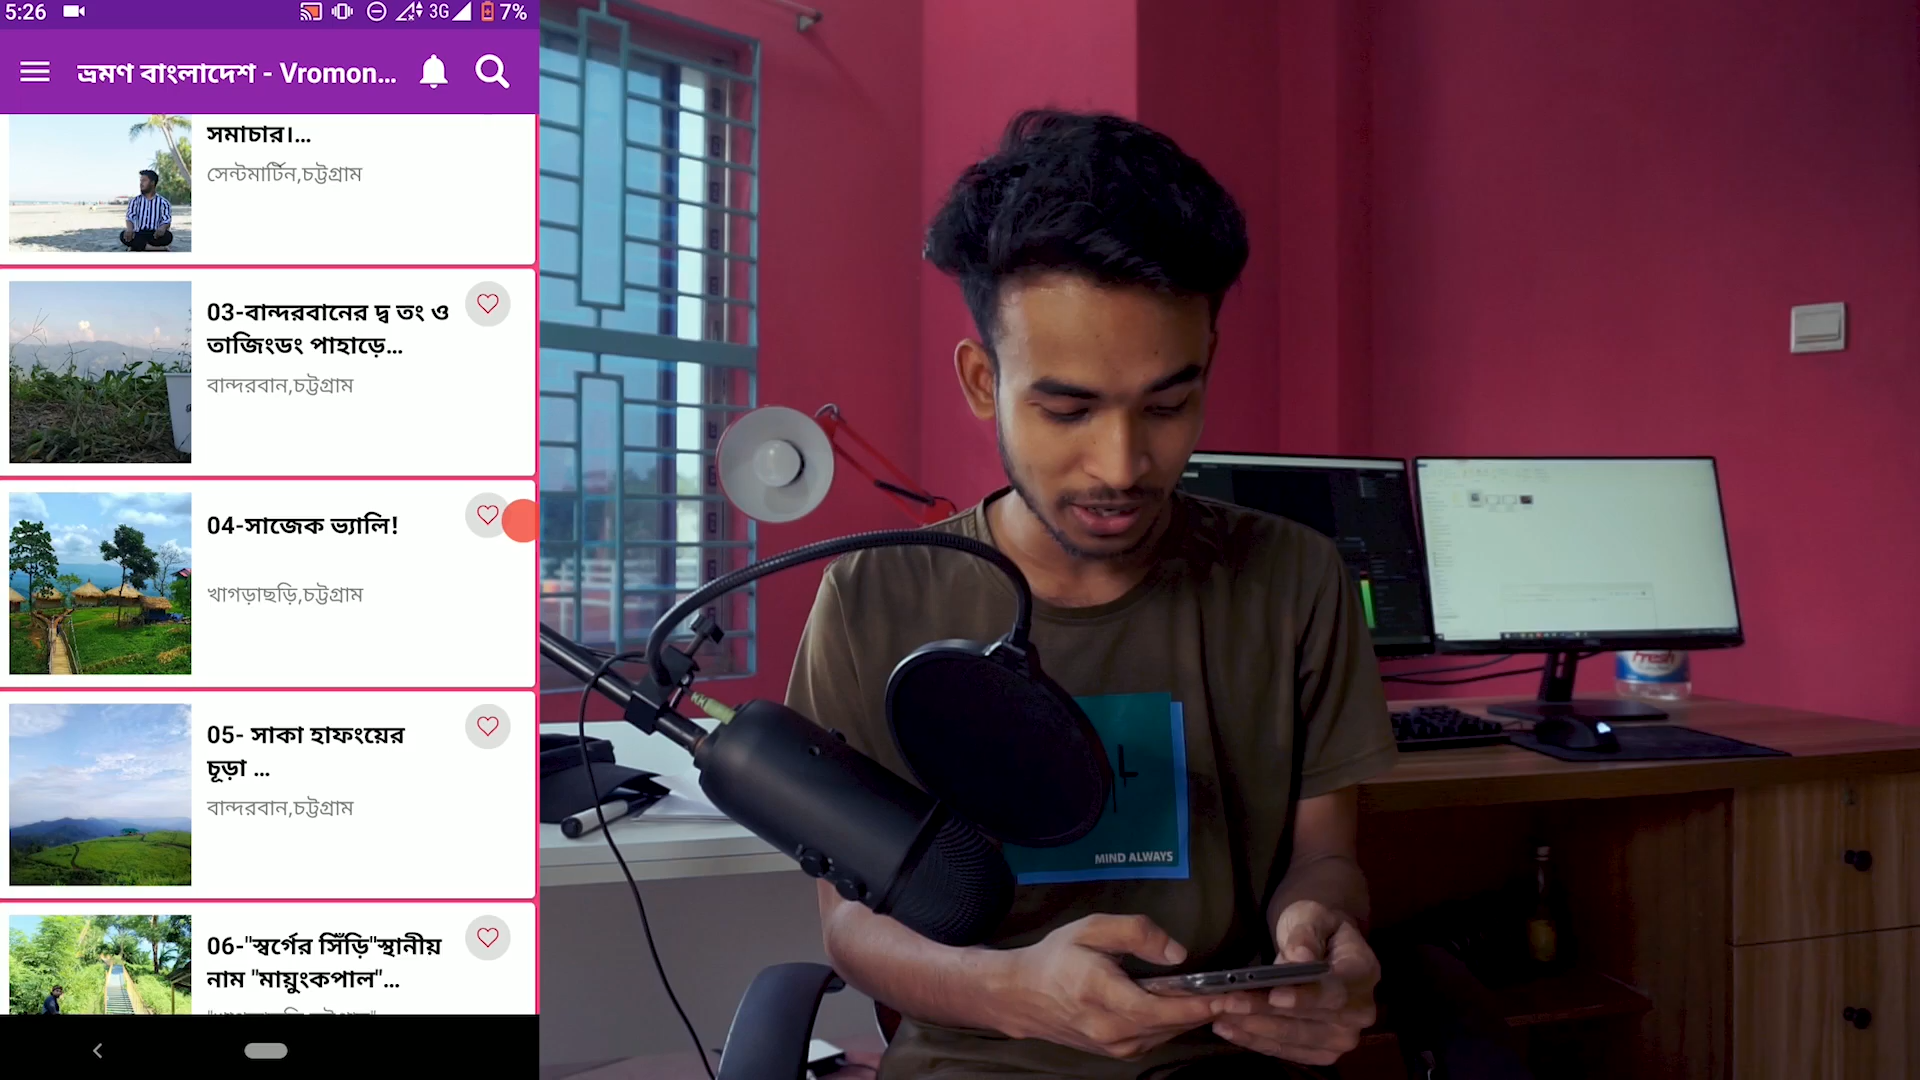 5:26
3G
7%
ভ্রমণ বাংলাদেশ - Vromon...
সমাচার।...
সেন্টমার্টিন,চট্টগ্রাম
03-বান্দরবানের দ্ব তং ও
তাজিংডং পাহাড়ে...
বান্দরবান,চট্টগ্রাম
04-সাজেক ভ্যালি!
খাগড়াছড়ি,চট্টগ্রাম
05- সাকা হাফংয়ের
চূড়া ...
বান্দরবান,চট্টগ্রাম
06-"স্বর্গের সিঁড়ি"স্থানীয়
নাম "মায়ুংকপাল"...
Fresh
MIND ALWAYS